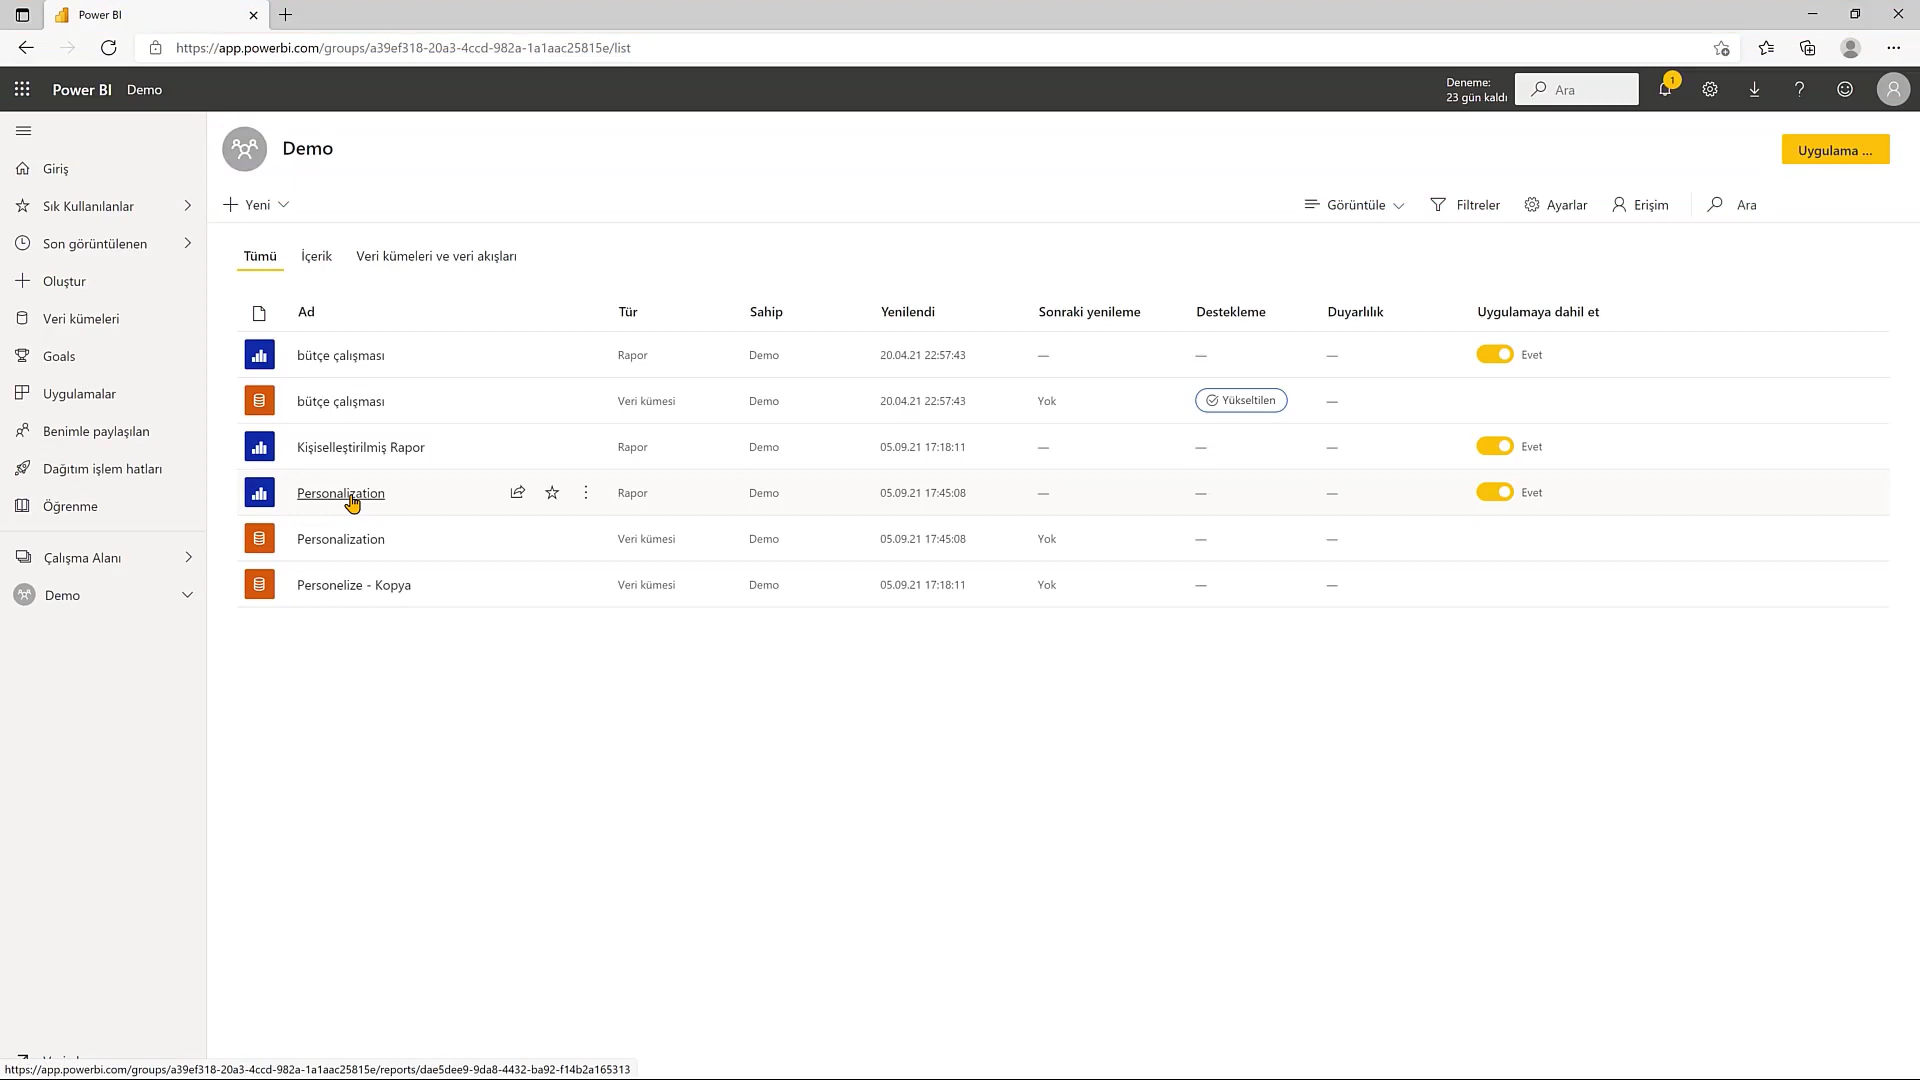 Power BI
https://app.powerbi.com/groups/a39ef318-20a3-4ccd-982a-1a1aac25815e/list
Power BI Demo
Deneme:
23 gün kaldı
Ara
1
Giriş
Sık Kullanılanlar
Son görüntülenen
Oluştur
Veri kümeleri
Goals
Uygulamalar
Benimle paylaşılan
Dağıtım işlem hatları
Öğrenme
Çalışma Alanı
Demo
Demo
Uygulama ...
Yeni
Görüntüle
Filtreler
Ayarlar
Erişim
Ara
Tümü İçerik Veri kümeleri ve veri akışları
Ad Tür Sahip Yenilendi Sonraki yenileme Destekleme Duyarlılık Uygulamaya dahil et
bütçe çalışması Rapor Demo 20.04.21 22:57:43 — — — Evet
bütçe çalışması Veri kümesi Demo 20.04.21 22:57:43 Yok Yükseltilen —
Kişiselleştirilmiş Rapor Rapor Demo 05.09.21 17:18:11 — — — Evet
Personalization Rapor Demo 05.09.21 17:45:08 — — — Evet
Personalization Veri kümesi Demo 05.09.21 17:45:08 Yok — —
Personelize - Kopya Veri kümesi Demo 05.09.21 17:18:11 Yok — —
https://app.powerbi.com/groups/a39ef318-20a3-4ccd-982a-1a1aac25815e/reports/dae5dee9-9da8-4432-ba92-f14b2a165313